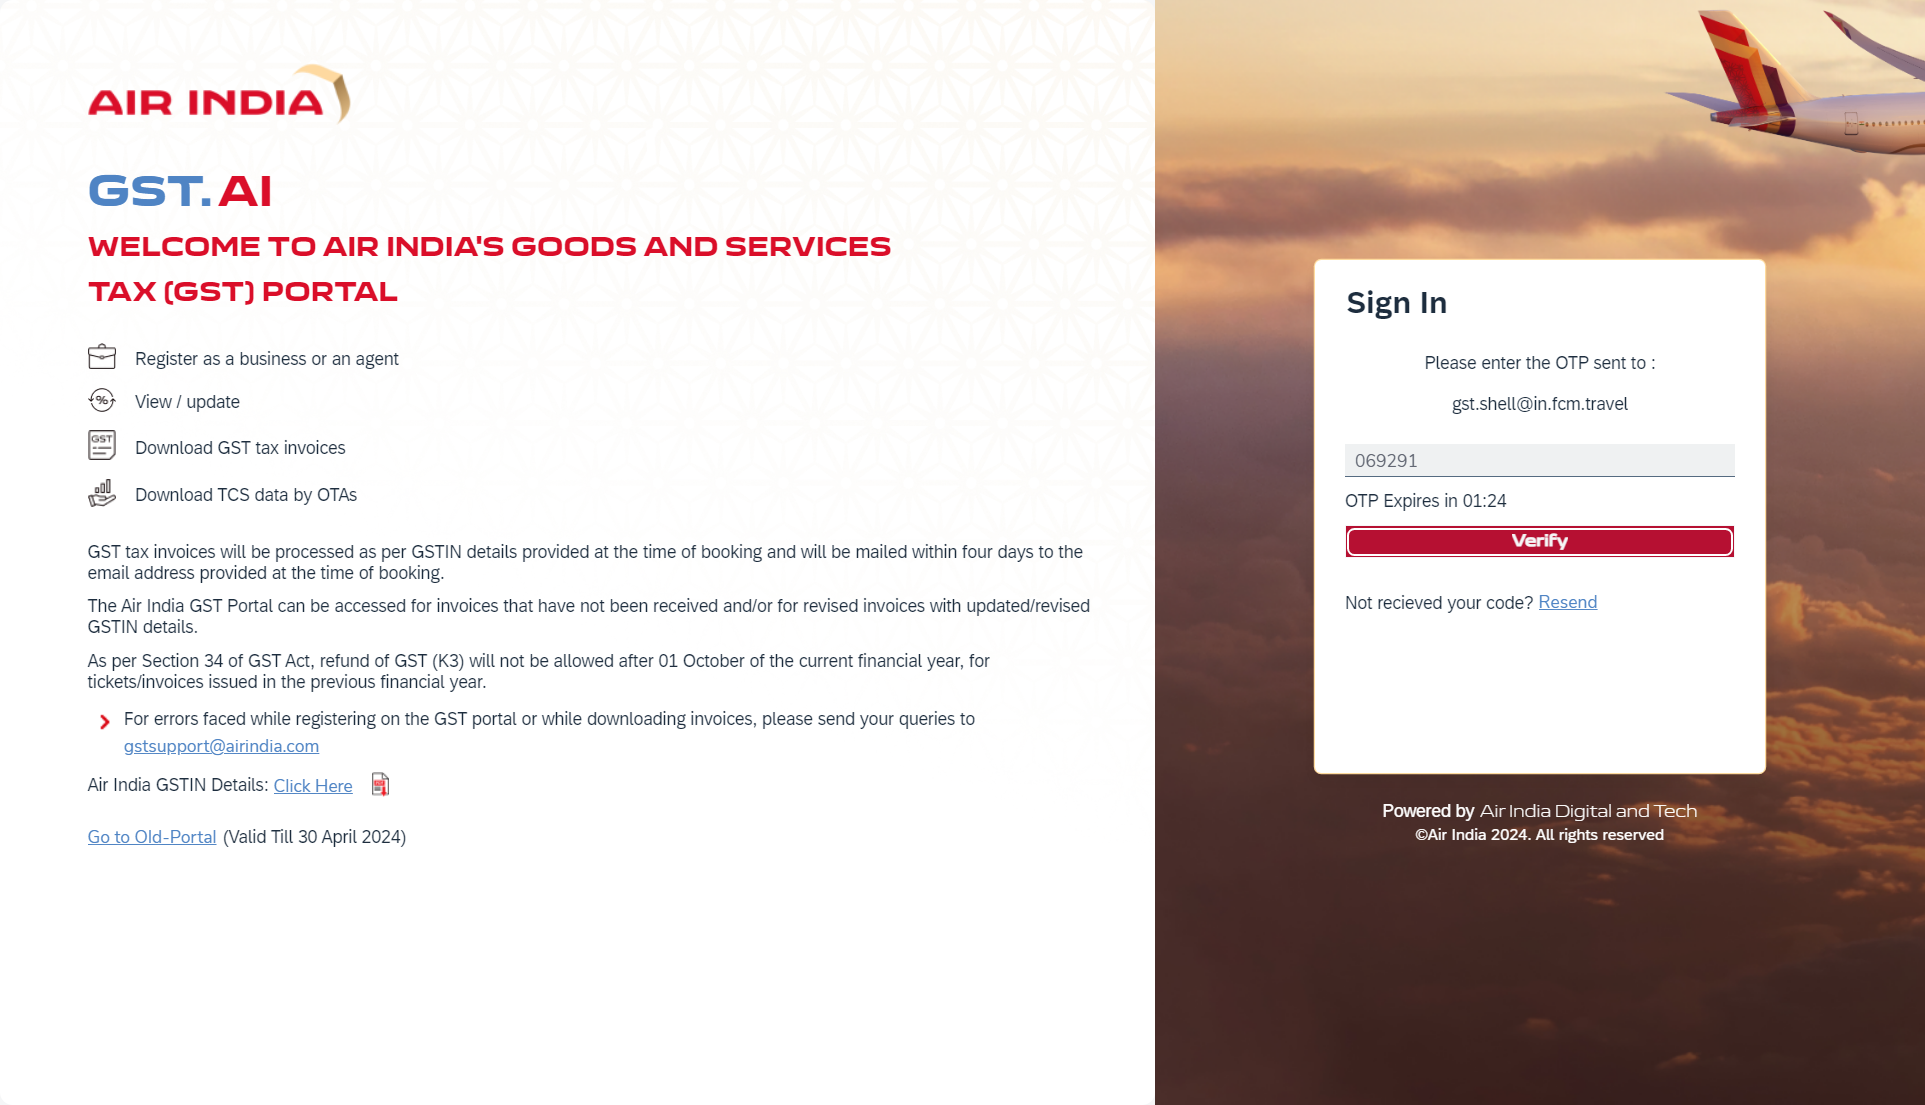 AIR INDIA
GST.AI
WELCOME TO AIR INDIA'S GOODS AND SERVICES
TAX (GST) PORTAL
Register as a business or an agent
%
View / update
GST
Download GST tax invoices
Download TCS data by OTAs
GST tax invoices will be processed as per GSTIN details provided at the time of booking and will be mailed within four days to the
email address provided at the time of booking.
The Air India GST Portal can be accessed for invoices that have not been received and/or for revised invoices with updated/revised
GSTIN details.
As per Section 34 of GST Act, refund of GST (K3) will not be allowed after 01 October of the current financial year, for
tickets/invoices issued in the previous financial year.
For errors faced while registering on the GST portal or while downloading invoices, please send your queries to
gstsupport@airindia.com
Air India GSTIN Details: Click Here
Go to Old-Portal (Valid Till 30 April 2024)
Sign In
Please enter the OTP sent to :
gst.shell@in.fcm.travel
069291
OTP Expires in 01:24
Verify
Not recieved your code? Resend
Powered by Air India Digital and Tech
©Air India 2024. All rights reserved